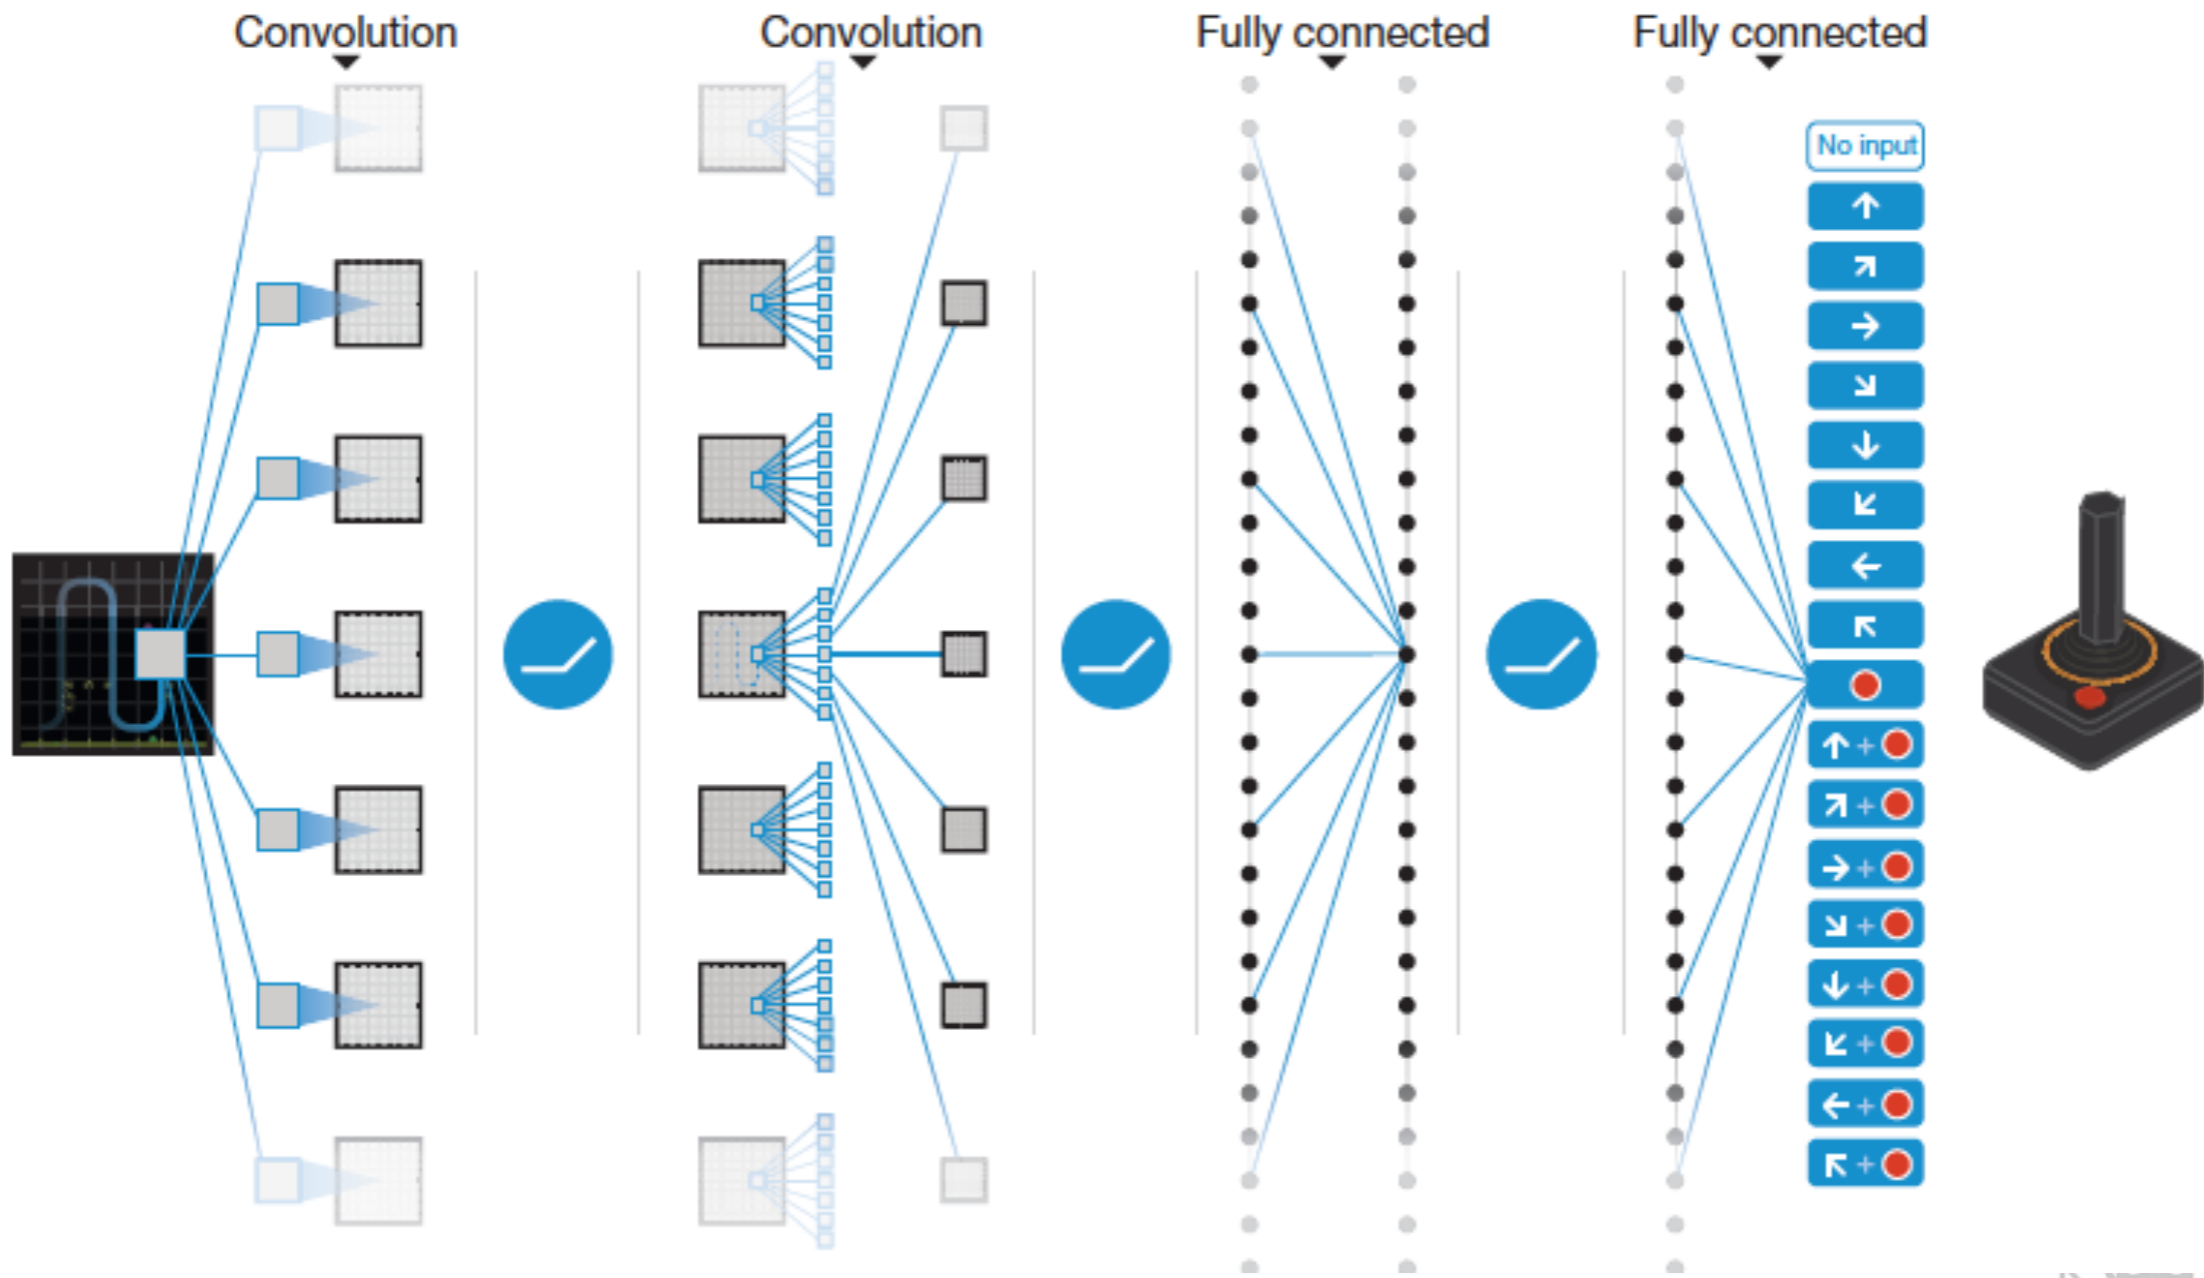 Convolution
Convolution
Fully connected
Fully connected
No input
+
+
+
+
+
+
+
+